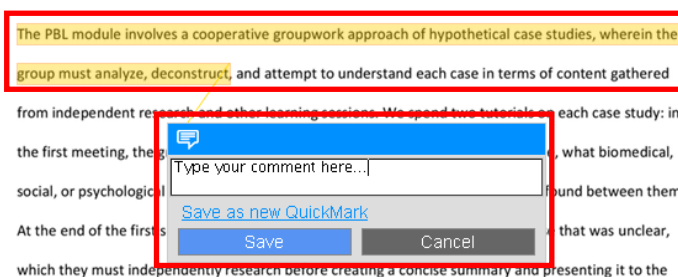 The PBL module involves a cooperative groupwork approach of hypothetical case studies, wherein the
group must analyze, deconstruct, and attempt to understand each case in terms of content gathered
from independent research and other learning sessions. We spend two tutorials on each case study: in
the first meeting, the , what biomedical,
Type your comment here...
social, or psychological found between them
Save as new QuickMark
At the end of the first that was unclear,
Save Cancel
which they must independently research before creating a concise summary and presenting it to the